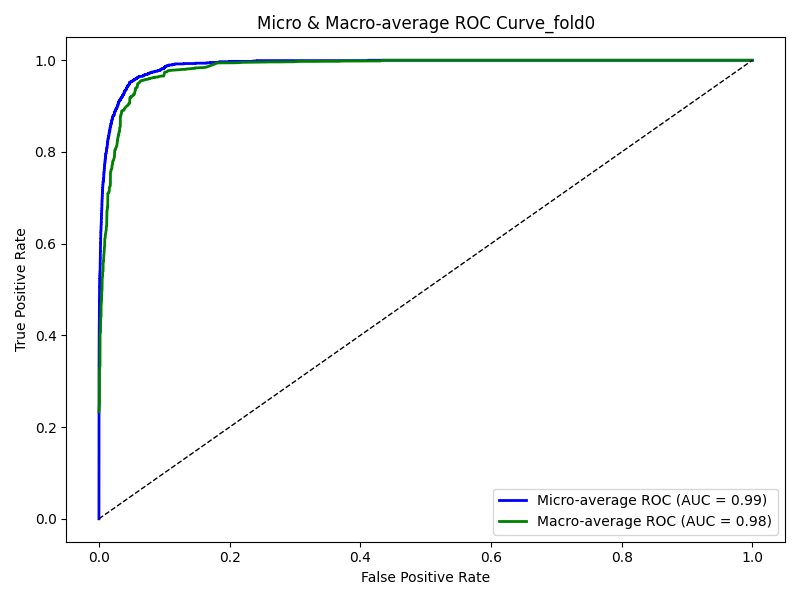 Micro & Macro-average ROC Curve_fold0
True Positive Rate
1.0
0.8
0.6
0.4
0.2
0.0
0.0 0.2 0.4 0.6 0.8 1.0
False Positive Rate
Micro-average ROC (AUC = 0.99)
Macro-average ROC (AUC = 0.98)